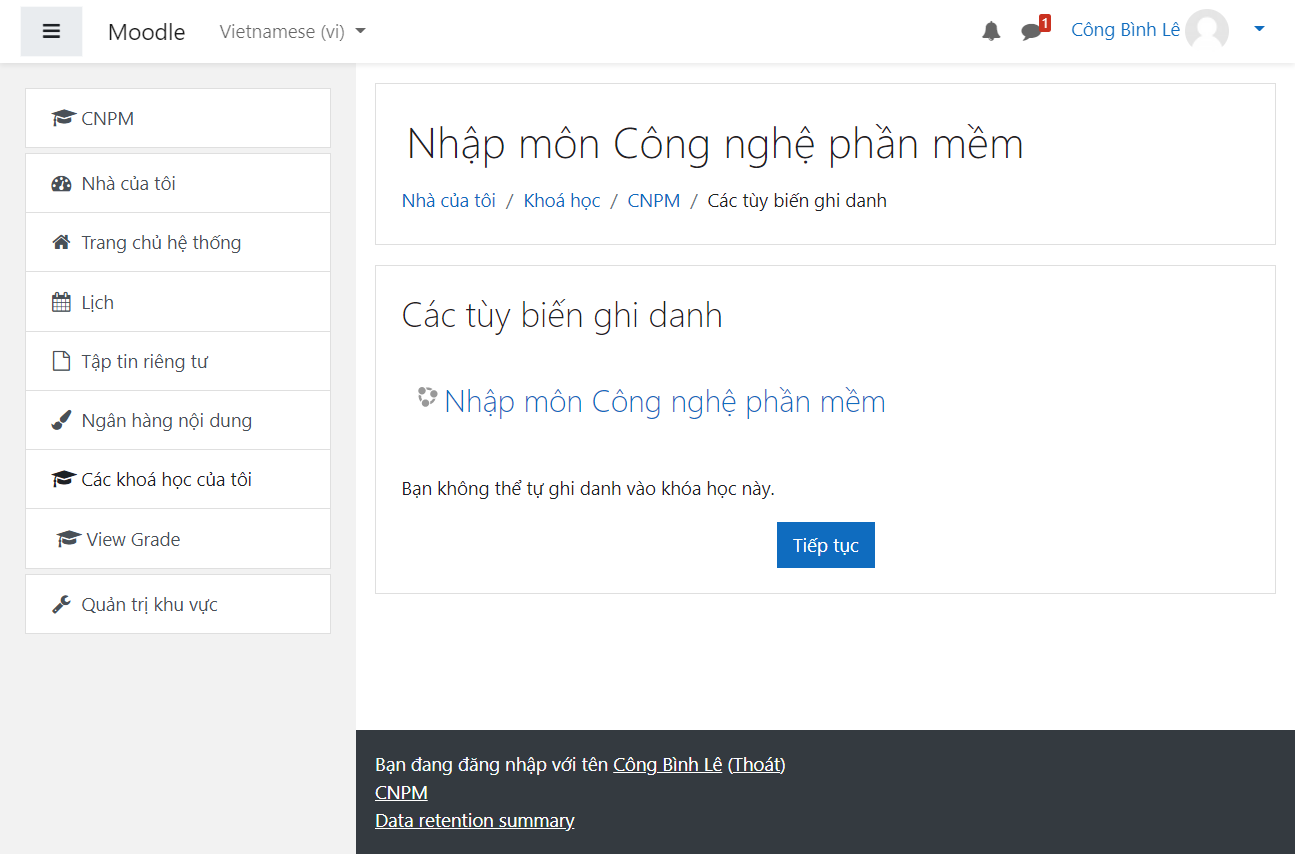 Moodle Vietnamese (vi) 1 Công Bình Lê
CNPM
Nhà của tôi
Trang chủ hệ thống
Lịch
Tập tin riêng tư
Ngân hàng nội dung
Các khoá học của tôi
View Grade
Quản trị khu vực
Nhập môn Công nghệ phần mềm
Nhà của tôi / Khoá học / CNPM / Các tùy biến ghi danh
Các tùy biến ghi danh
Nhập môn Công nghệ phần mềm
Bạn không thể tự ghi danh vào khóa học này.
Tiếp tục
Bạn đang đăng nhập với tên Công Bình Lê (Thoát)
CNPM
Data retention summary